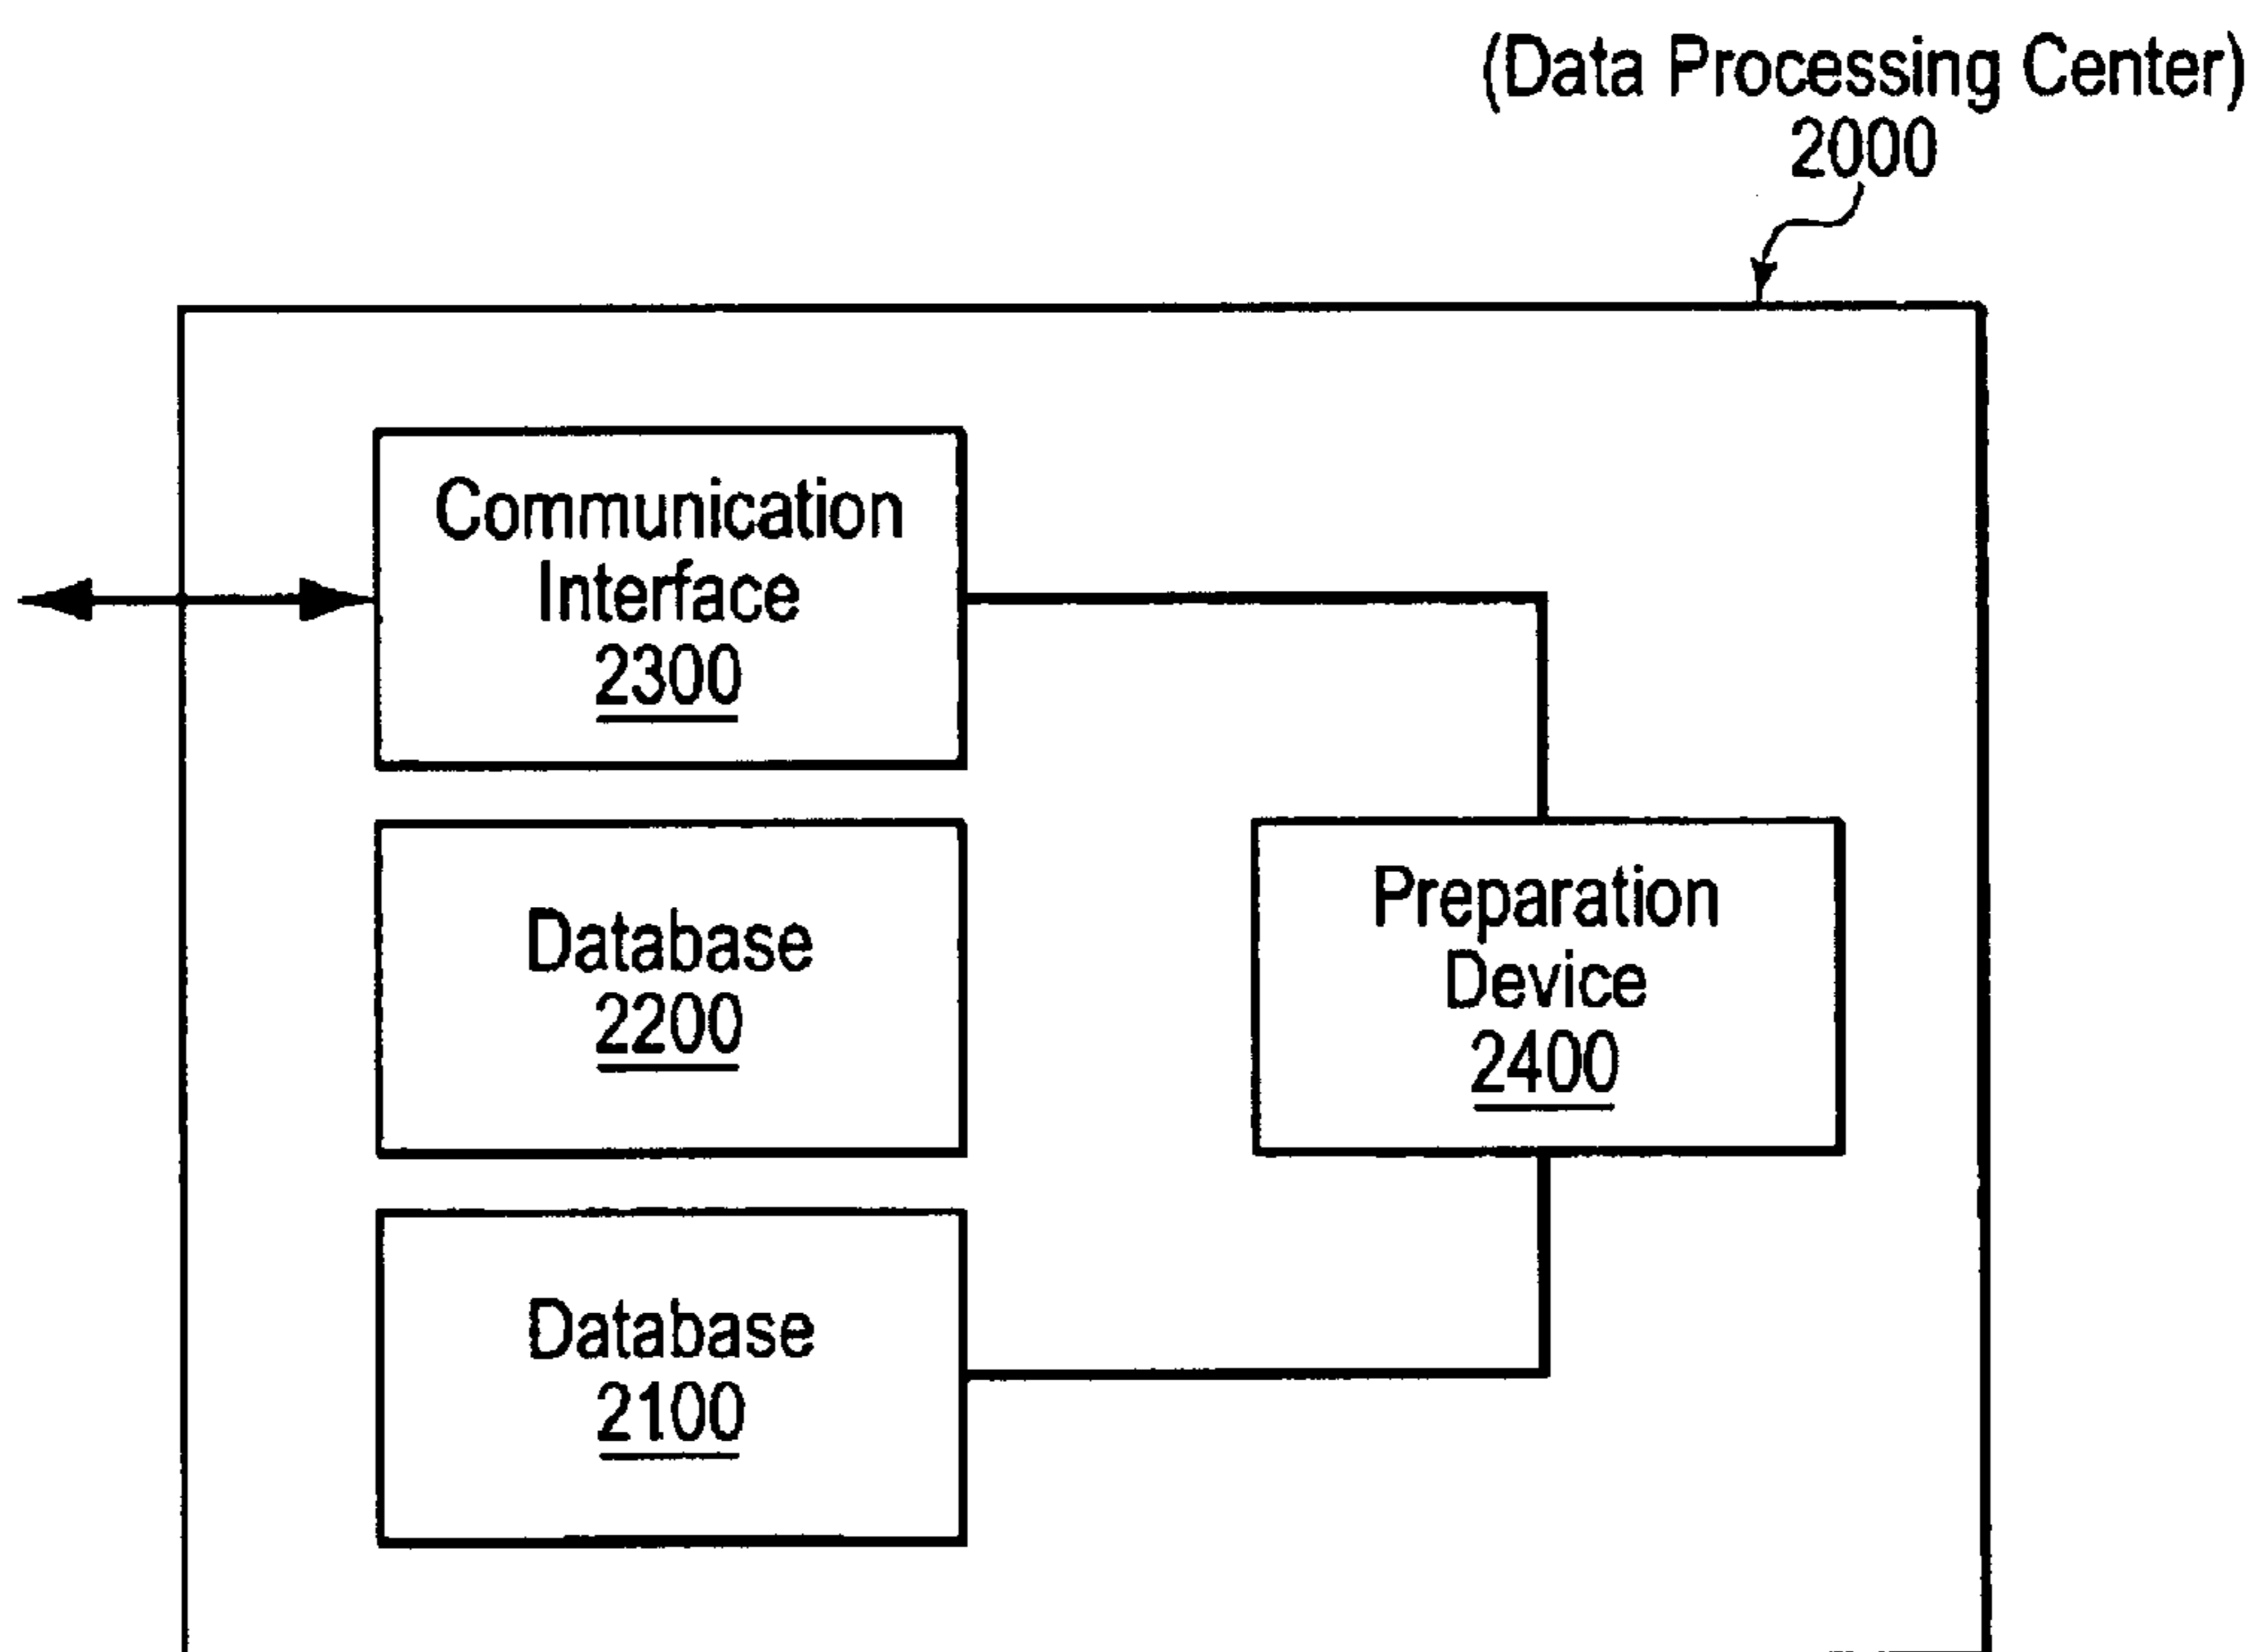 (Data Processing Center)
2000
Communication
Interface
2300
Database
2200
Preparation
Device
2400
Database
2100